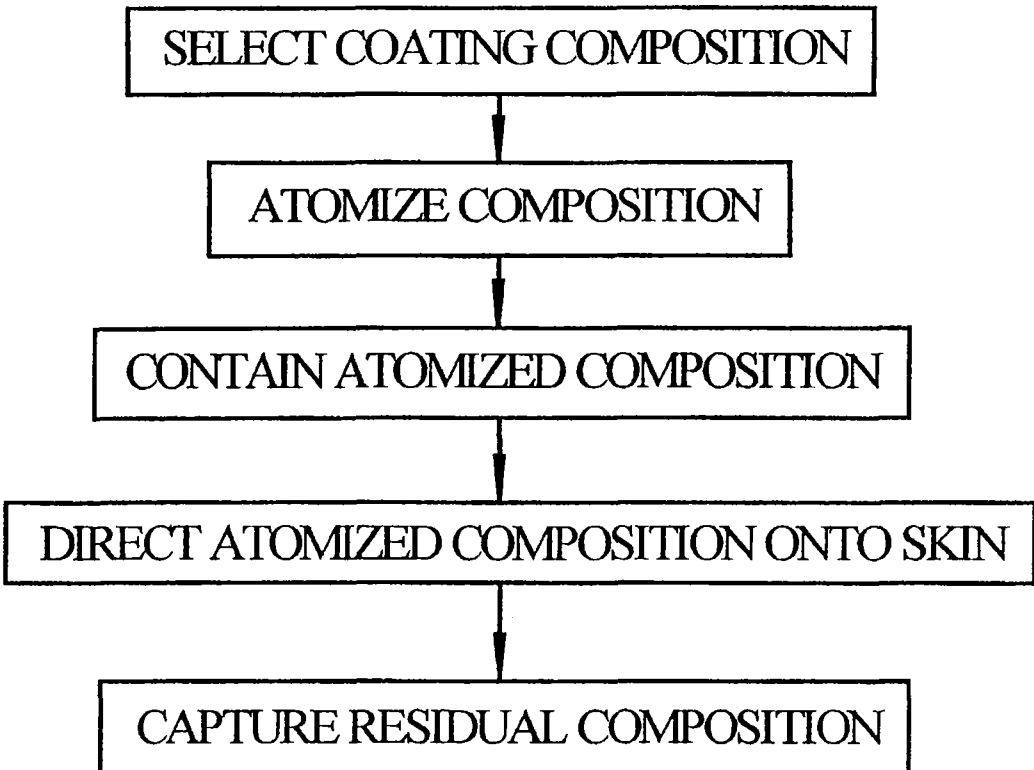 SELECT COATING COMPOSITION
ATOMIZE COMPOSITION
CONTAIN ATOMIZED COMPOSITION
DIRECT ATOMIZED COMPOSITION ONTO SKIN
CAPTURE RESIDUAL COMPOSITION